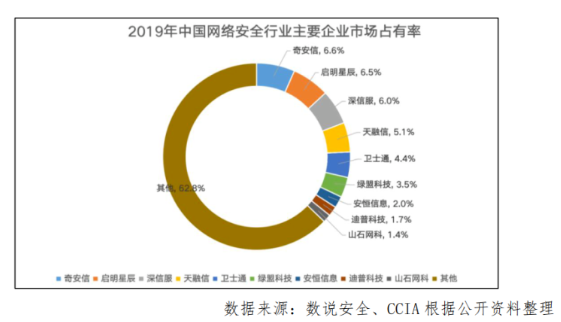 2019年中国网络安全行业主要企业市场占有率
奇安信, 6.6%
启明星辰, 6.5%
深信服, 6.0%
天融信, 5.1%
卫士通, 4.4%
绿盟科技, 3.5%
安恒信息, 2.0%
迪普科技, 1.7%
山石网科, 1.4%
其他, 62.8%
奇安信 启明星辰 深信服 天融信 卫士通 绿盟科技 安恒信息 迪普科技 山石网科 其他
数据来源：数说安全、CCIA 根据公开资料整理